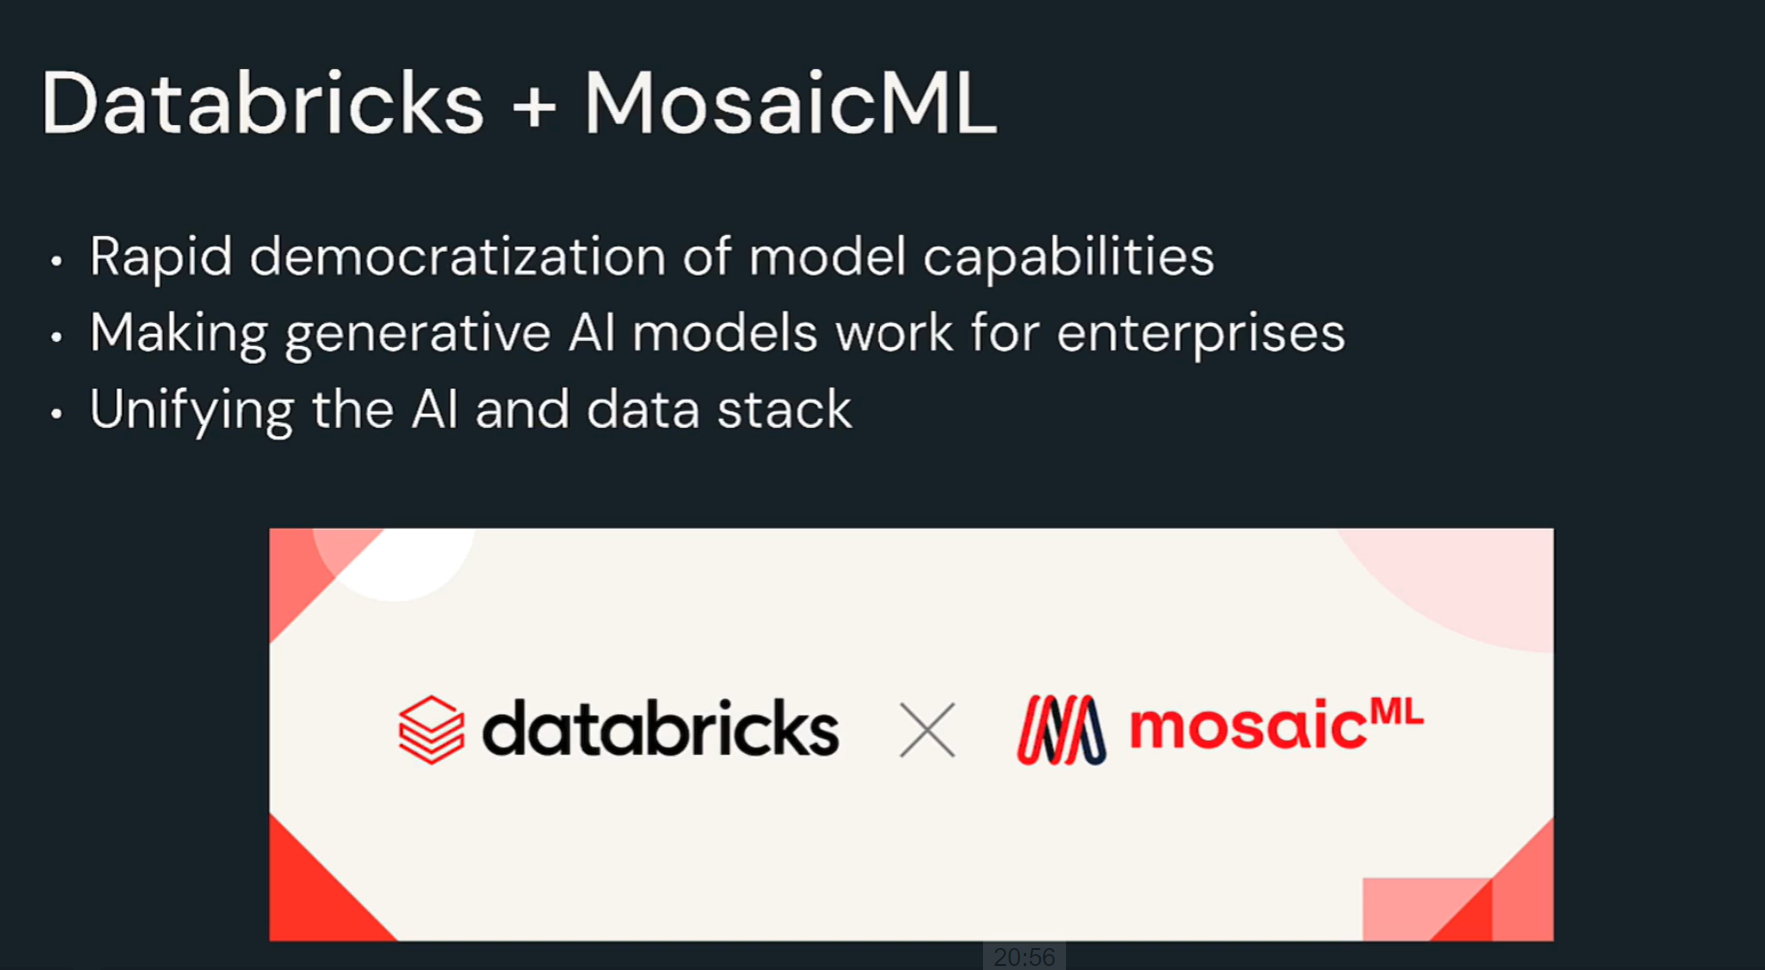 Databricks + MosaicML
• Rapid democratization of model capabilities
• Making generative AI models work for enterprises
• Unifying the AI and data stack
databricks × mosaicML
20:56